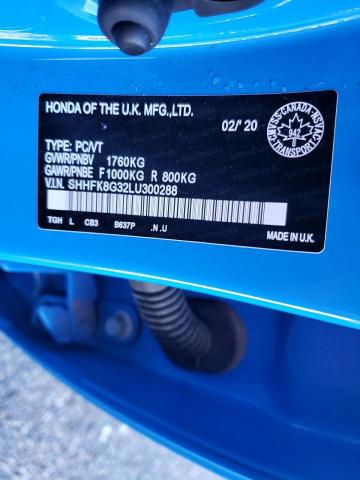 HONDA OF THE U.K. MFG.,LTD.
02/'20
TYPE: PC/VT
GVWR/PNBV 1760KG
GAWR/PNBE F 1000KG R 800KG
V.I.N. SHHFK8G32LU300288
TGH L CB3 B637P .N.U
MADE IN U.K.
CANADA
942
TRANSPORT